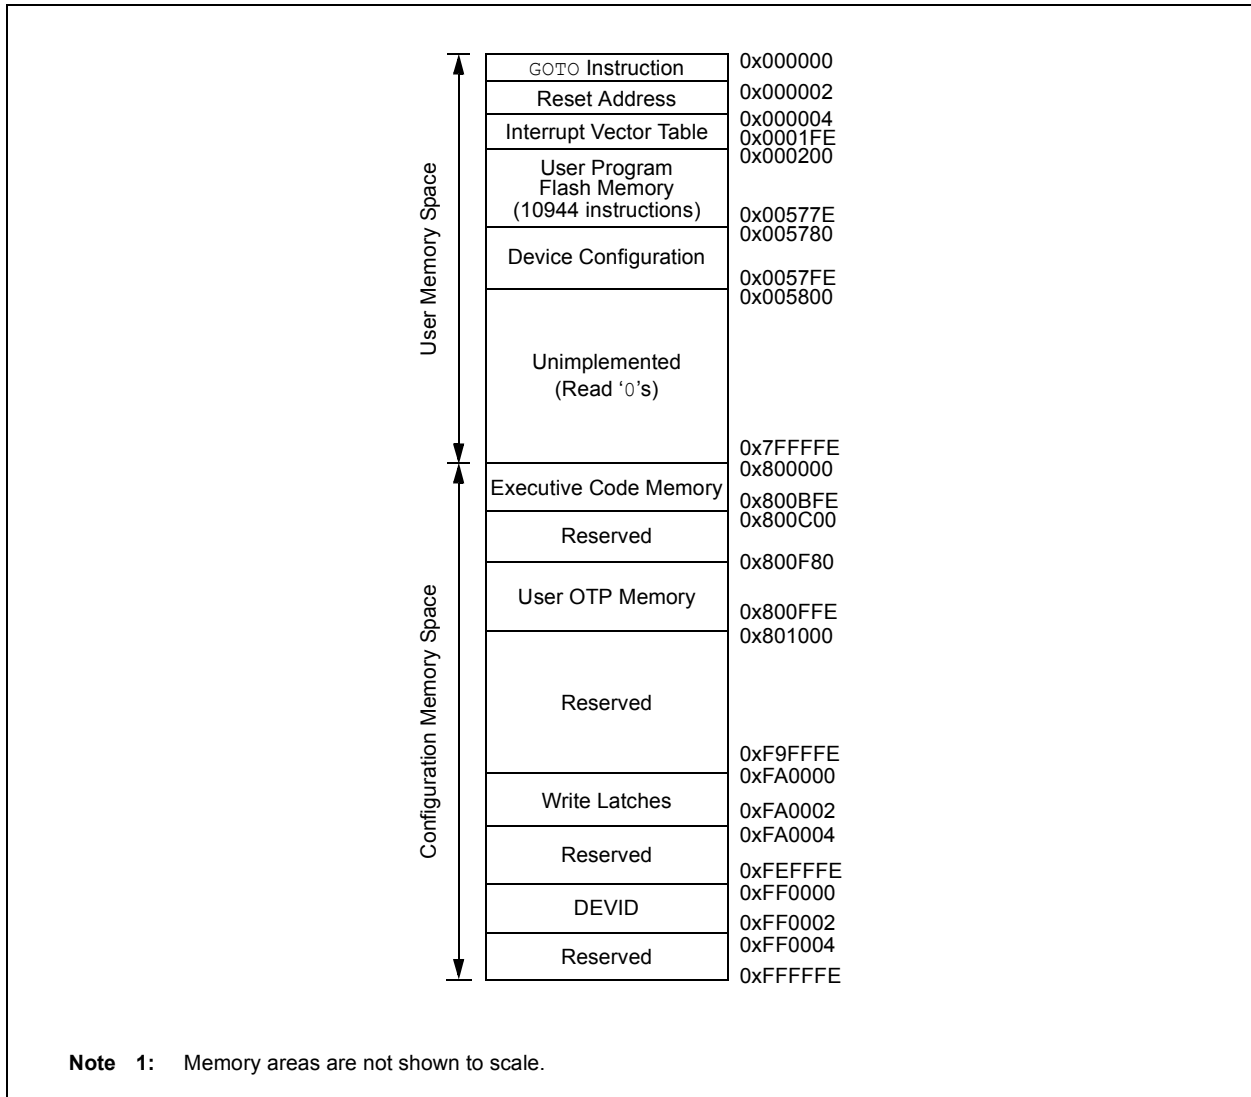 GOTO Instruction
0x000000
Reset Address
0x000002
0x000004
Interrupt Vector Table
0x0001FE
0x000200
User Program
Flash Memory
(10944 instructions)
0x00577E
0x005780
Device Configuration
0x0057FE
0x005800
User Memory Space
Unimplemented
(Read ‘0’s)
0x7FFFFE
0x800000
Executive Code Memory
0x800BFE
0x800C00
Reserved
0x800F80
User OTP Memory
0x800FFE
0x801000
Configuration Memory Space
Reserved
0xF9FFFE
0xFA0000
Write Latches
0xFA0002
0xFA0004
Reserved
0xFEFFFE
0xFF0000
DEVID
0xFF0002
0xFF0004
Reserved
0xFFFFFE
Note 1: Memory areas are not shown to scale.